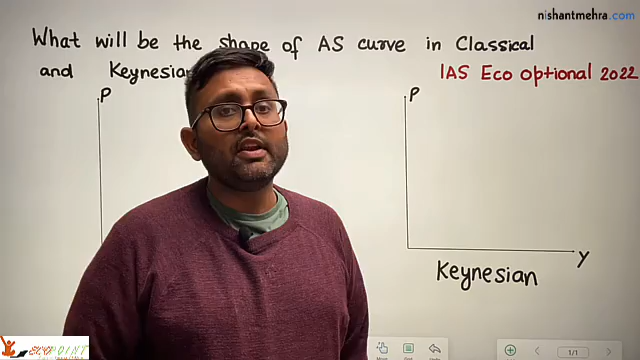 nishantmehra.com
What will be the shape of AS curve in Classical
and Keynesian
IAS Eco optional 2022
P
P
Y
Keynesian
ECOPOINT
1/1